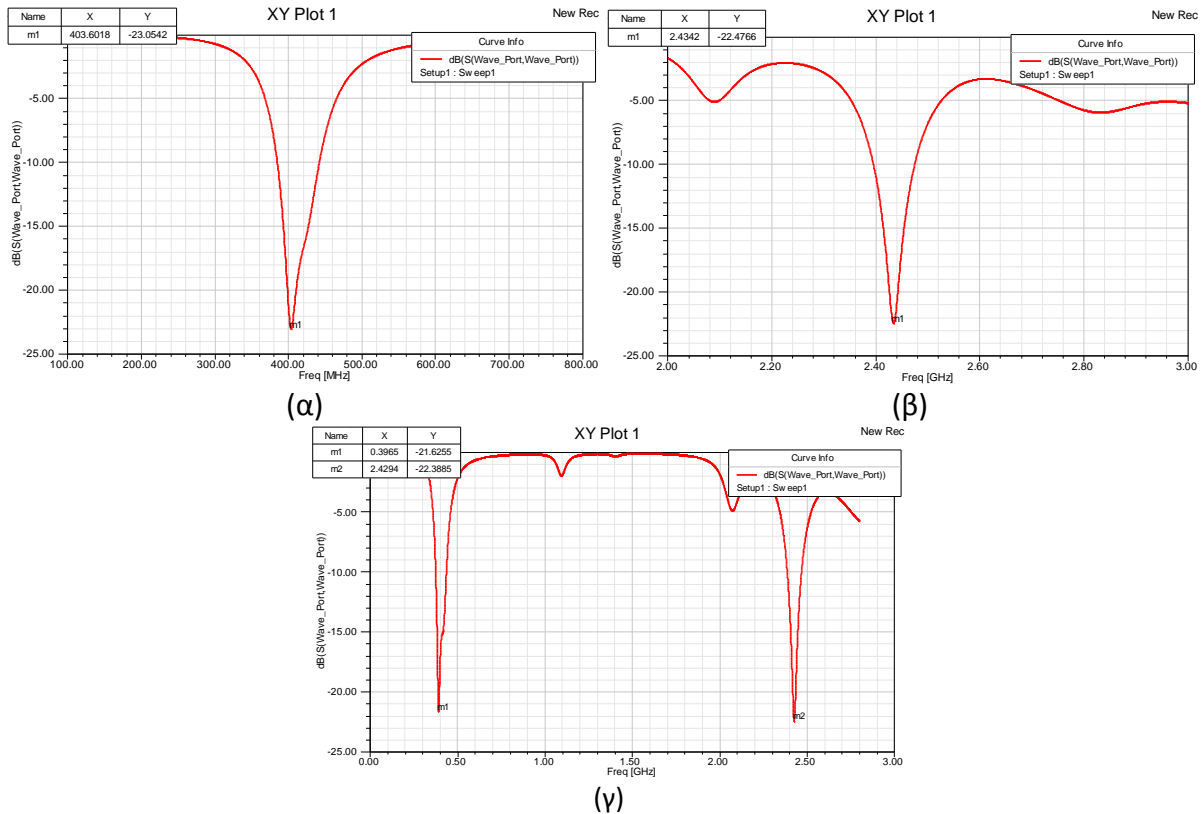 XY Plot 1
New Rec
Name X Y
m1 403.6018 -23.0542
Curve Info
dB(S(Wave_Port,Wave_Port))
Setup1 : Sweep1
dB(S(Wave_Port,Wave_Port))
-5.00
-10.00
-15.00
-20.00
-25.00
m1
100.00 200.00 300.00 400.00 500.00 600.00 700.00 800.00
Freq [MHz]
(α)
XY Plot 1
New Rec
Name X Y
m1 2.4342 -22.4766
Curve Info
dB(S(Wave_Port,Wave_Port))
Setup1 : Sweep1
dB(S(Wave_Port,Wave_Port))
-5.00
-10.00
-15.00
-20.00
-25.00
m1
2.00 2.20 2.40 2.60 2.80 3.00
Freq [GHz]
(β)
XY Plot 1
New Rec
Name X Y
m1 0.3965 -21.6255
m2 2.4294 -22.3885
Curve Info
dB(S(Wave_Port,Wave_Port))
Setup1 : Sweep1
dB(S(Wave_Port,Wave_Port))
-5.00
-10.00
-15.00
-20.00
-25.00
m1
m2
0.00 0.50 1.00 1.50 2.00 2.50 3.00
Freq [GHz]
(γ)